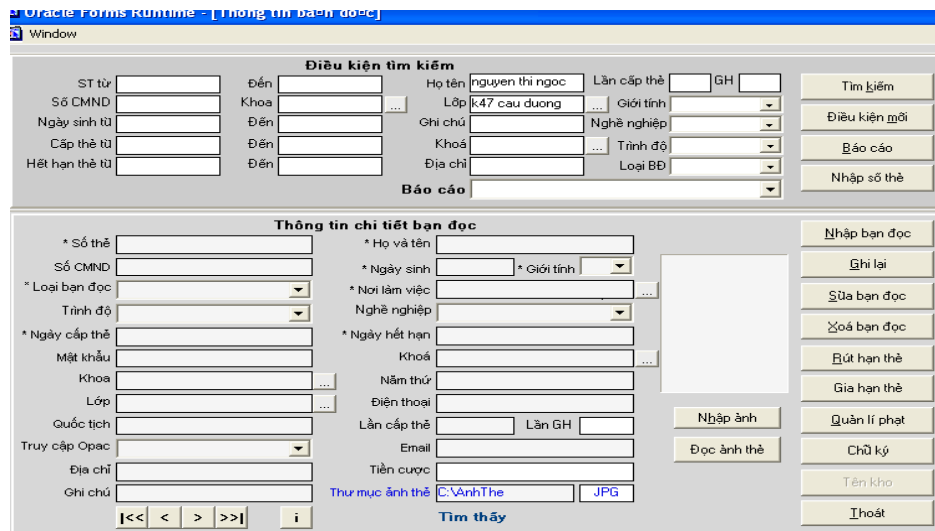 Oracle Forms Runtime - [Thông tin bạn đọc]
Window
Điều kiện tìm kiếm
ST từ Đến Họ tên nguyen thi ngoc Lần cấp thẻ GH Tìm kiếm
Số CMND Khoa ... Lớp k47 cau duong ... Giới tính
Điều kiện mới
Ngày sinh từ Đến Ghi chú Nghề nghiệp
Cấp thẻ từ Đến Khoá ... Trình độ Báo cáo
Hết hạn thẻ từ Đến Địa chỉ Loại BĐ
Nhập số thẻ
Báo cáo
Thông tin chi tiết bạn đọc
* Số thẻ * Họ và tên Nhập bạn đọc
Số CMND * Ngày sinh * Giới tính Ghi lại
* Loại bạn đọc * Nơi làm việc ... Sửa bạn đọc
Trình độ Nghề nghiệp
* Ngày cấp thẻ * Ngày hết hạn Xoá bạn đọc
Mật khẩu Khoá ... Rút hạn thẻ
Khoa ... Năm thứ Gia hạn thẻ
Lớp ... Điện thoại
Quốc tịch Lần cấp thẻ Lần GH Nhập ảnh Quản lí phạt
Truy cập Opac Email Đọc ảnh thẻ Chữ ký
Địa chỉ Tiền cược Tên kho
Ghi chú Thư mục ảnh thẻ C:\AnhThe JPG
|<< < > >>| i Tìm thấy Thoát